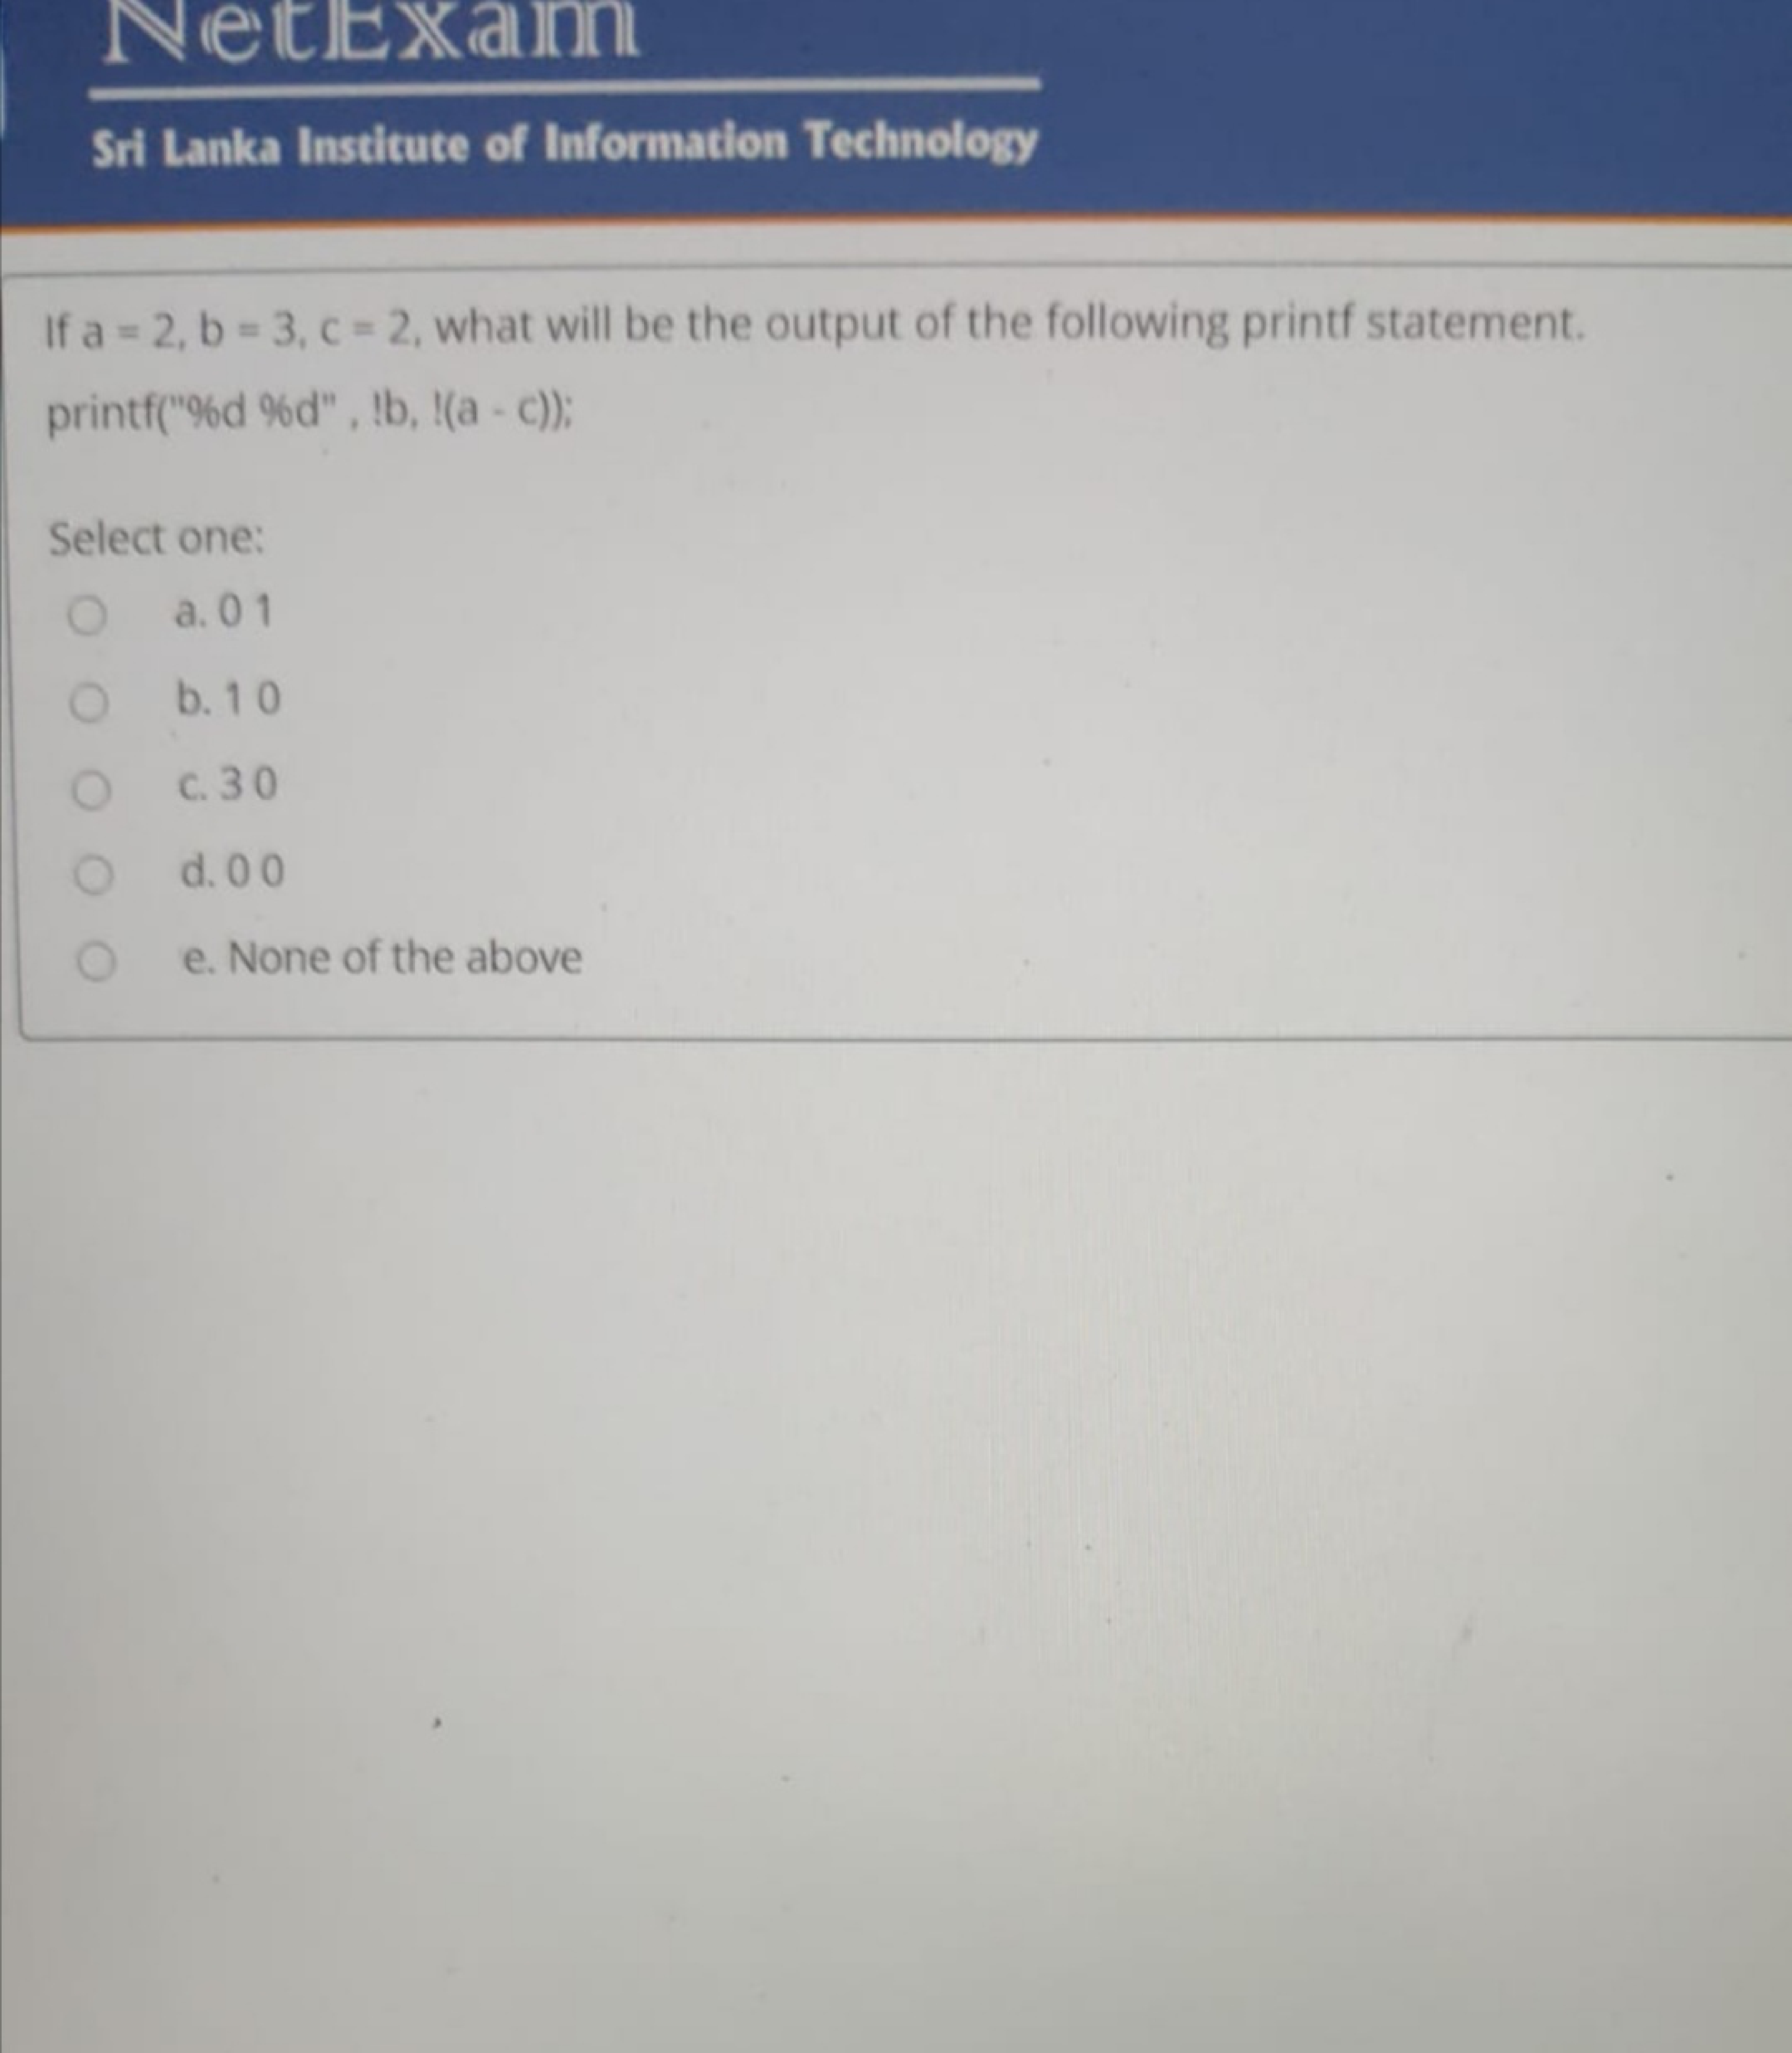 NetExam
Sri Lanka Institute of Information Technology
If a = 2, b = 3, c = 2, what will be the output of the following printf statement.
printf("%d %d" , !b, !(a - c));
Select one:
a. 0 1
b. 1 0
c. 3 0
d. 0 0
e. None of the above